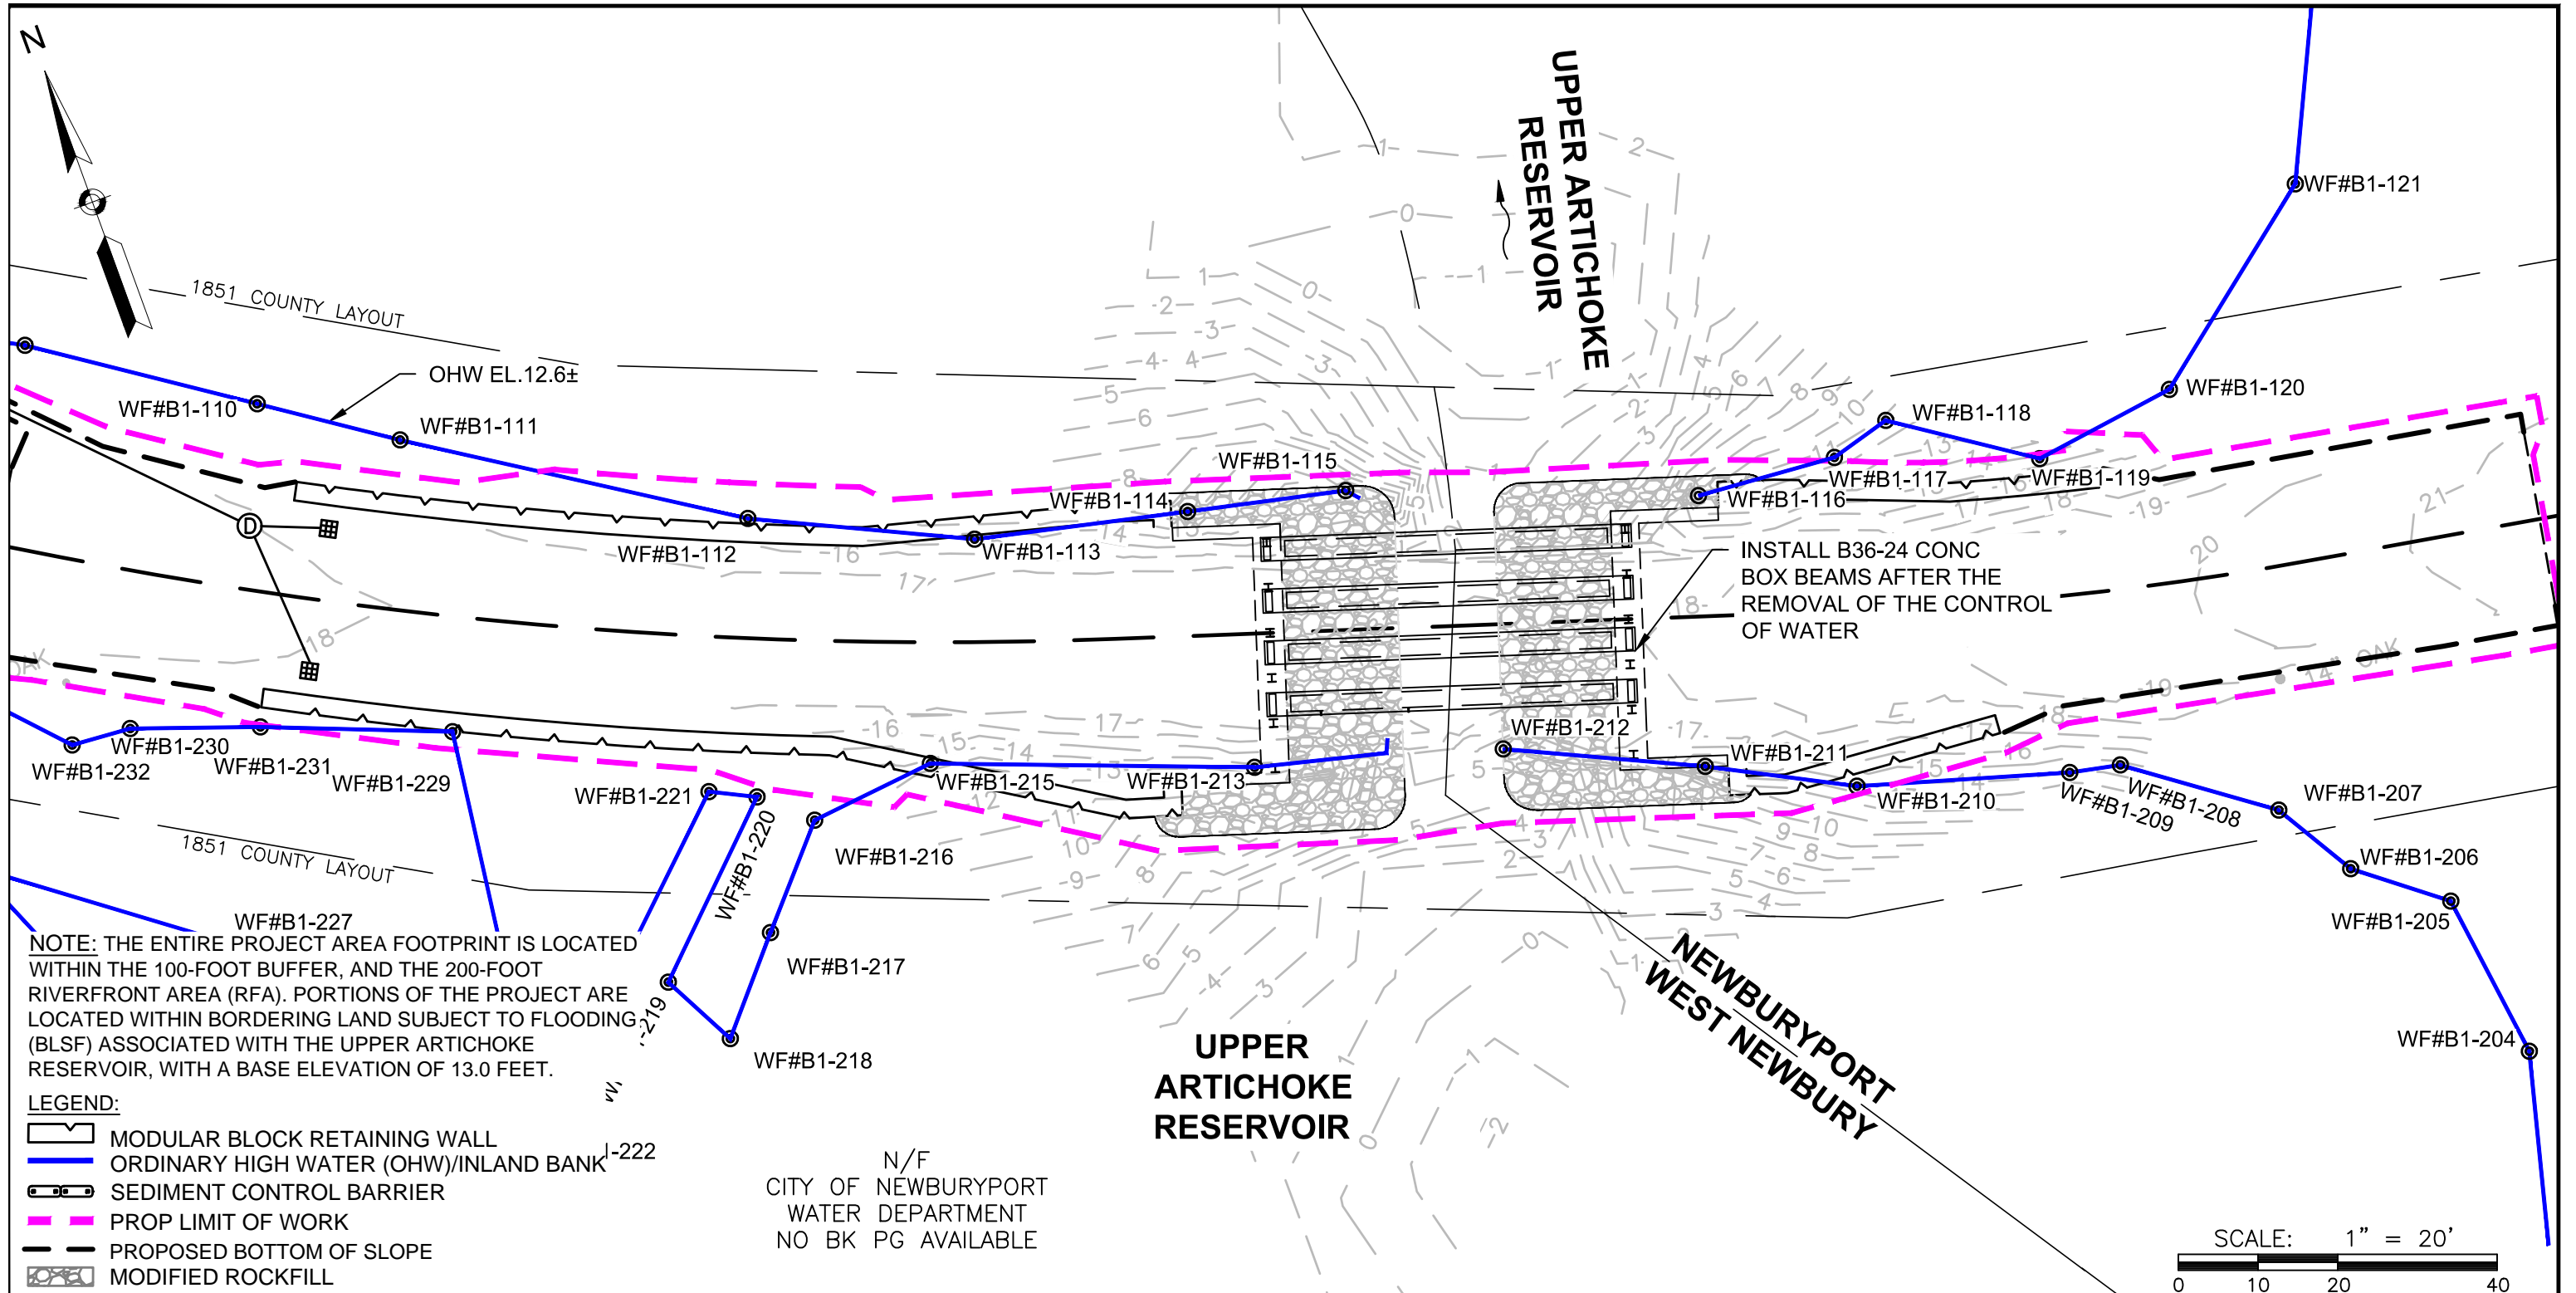 N
UPPER ARTICHOKE
RESERVOIR
1851 COUNTY LAYOUT
OHW EL.12.6±
WF#B1-110
WF#B1-111
WF#B1-112
WF#B1-113
WF#B1-114
WF#B1-115
WF#B1-116
WF#B1-117
WF#B1-118
WF#B1-119
WF#B1-120
WF#B1-121
D
INSTALL B36-24 CONC
BOX BEAMS AFTER THE
REMOVAL OF THE CONTROL
OF WATER
OAK
14" OAK
WF#B1-232
WF#B1-230
WF#B1-231
WF#B1-229
WF#B1-227
WF#B1-221
WF#B1-220
WF#B1-216
WF#B1-215
WF#B1-213
WF#B1-212
WF#B1-211
WF#B1-210
WF#B1-209
WF#B1-208
WF#B1-207
WF#B1-206
WF#B1-205
WF#B1-204
WF#B1-217
WF#B1-218
-219
1-222
1851 COUNTY LAYOUT
NOTE: THE ENTIRE PROJECT AREA FOOTPRINT IS LOCATED
WITHIN THE 100-FOOT BUFFER, AND THE 200-FOOT
RIVERFRONT AREA (RFA). PORTIONS OF THE PROJECT ARE
LOCATED WITHIN BORDERING LAND SUBJECT TO FLOODING
(BLSF) ASSOCIATED WITH THE UPPER ARTICHOKE
RESERVOIR, WITH A BASE ELEVATION OF 13.0 FEET.
LEGEND:
MODULAR BLOCK RETAINING WALL
ORDINARY HIGH WATER (OHW)/INLAND BANK
SEDIMENT CONTROL BARRIER
PROP LIMIT OF WORK
PROPOSED BOTTOM OF SLOPE
MODIFIED ROCKFILL
UPPER
ARTICHOKE
RESERVOIR
N/F
CITY OF NEWBURYPORT
WATER DEPARTMENT
NO BK PG AVAILABLE
NEWBURYPORT
WEST NEWBURY
SCALE: 1" = 20'
0 10 20 40